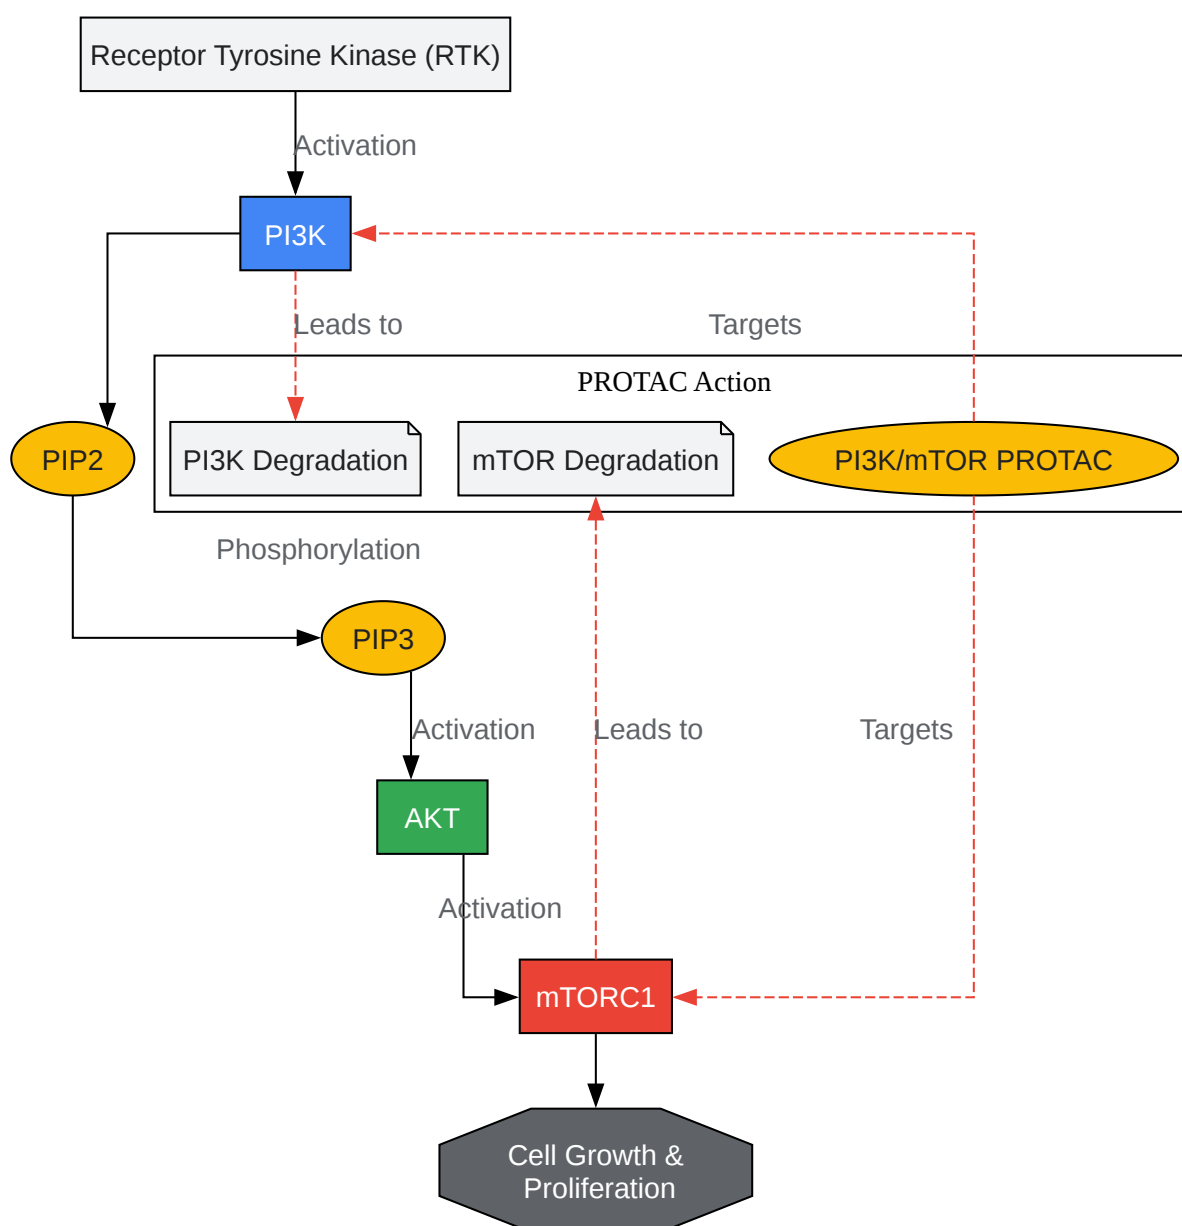 Receptor Tyrosine Kinase (RTK)
Activation
PI3K
Leads to
Targets
PROTAC Action
PIP2
PI3K Degradation
mTOR Degradation
PI3K/mTOR PROTAC
Phosphorylation
PIP3
Activation
Leads to
Targets
AKT
Activation
mTORC1
Cell Growth &
Proliferation